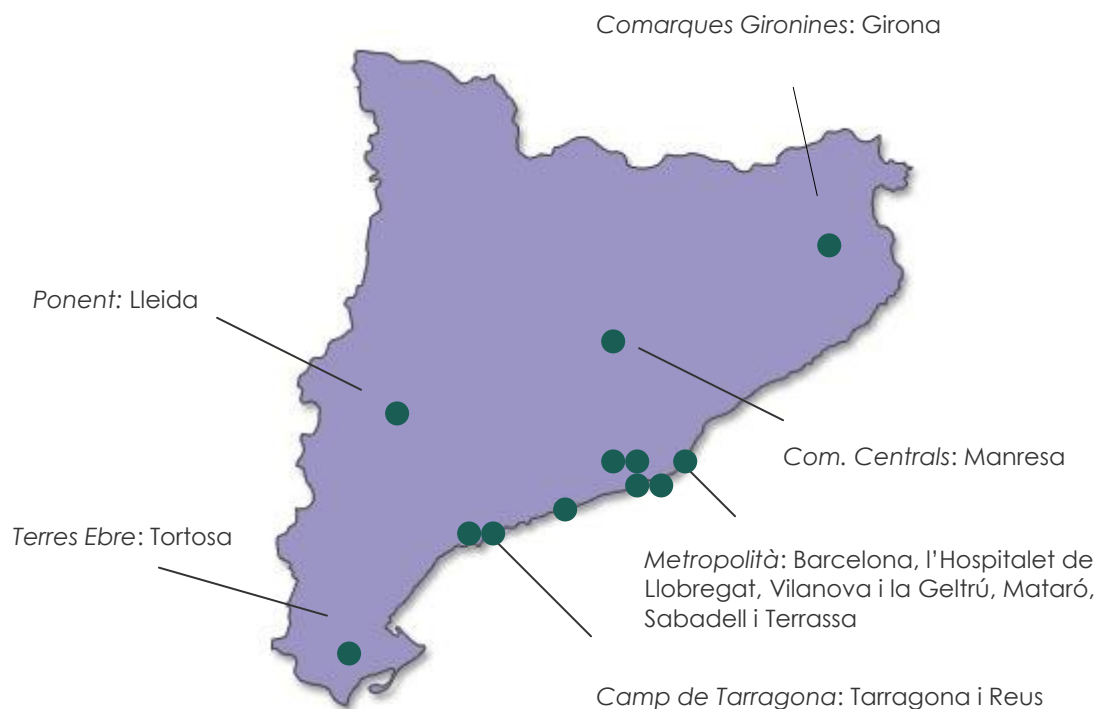 Comarques Gironines: Girona
Ponent: Lleida
Com. Centrals: Manresa
Terres Ebre: Tortosa
Metropolità: Barcelona, l’Hospitalet de
Llobregat, Vilanova i la Geltrú, Mataró,
Sabadell i Terrassa
Camp de Tarragona: Tarragona i Reus